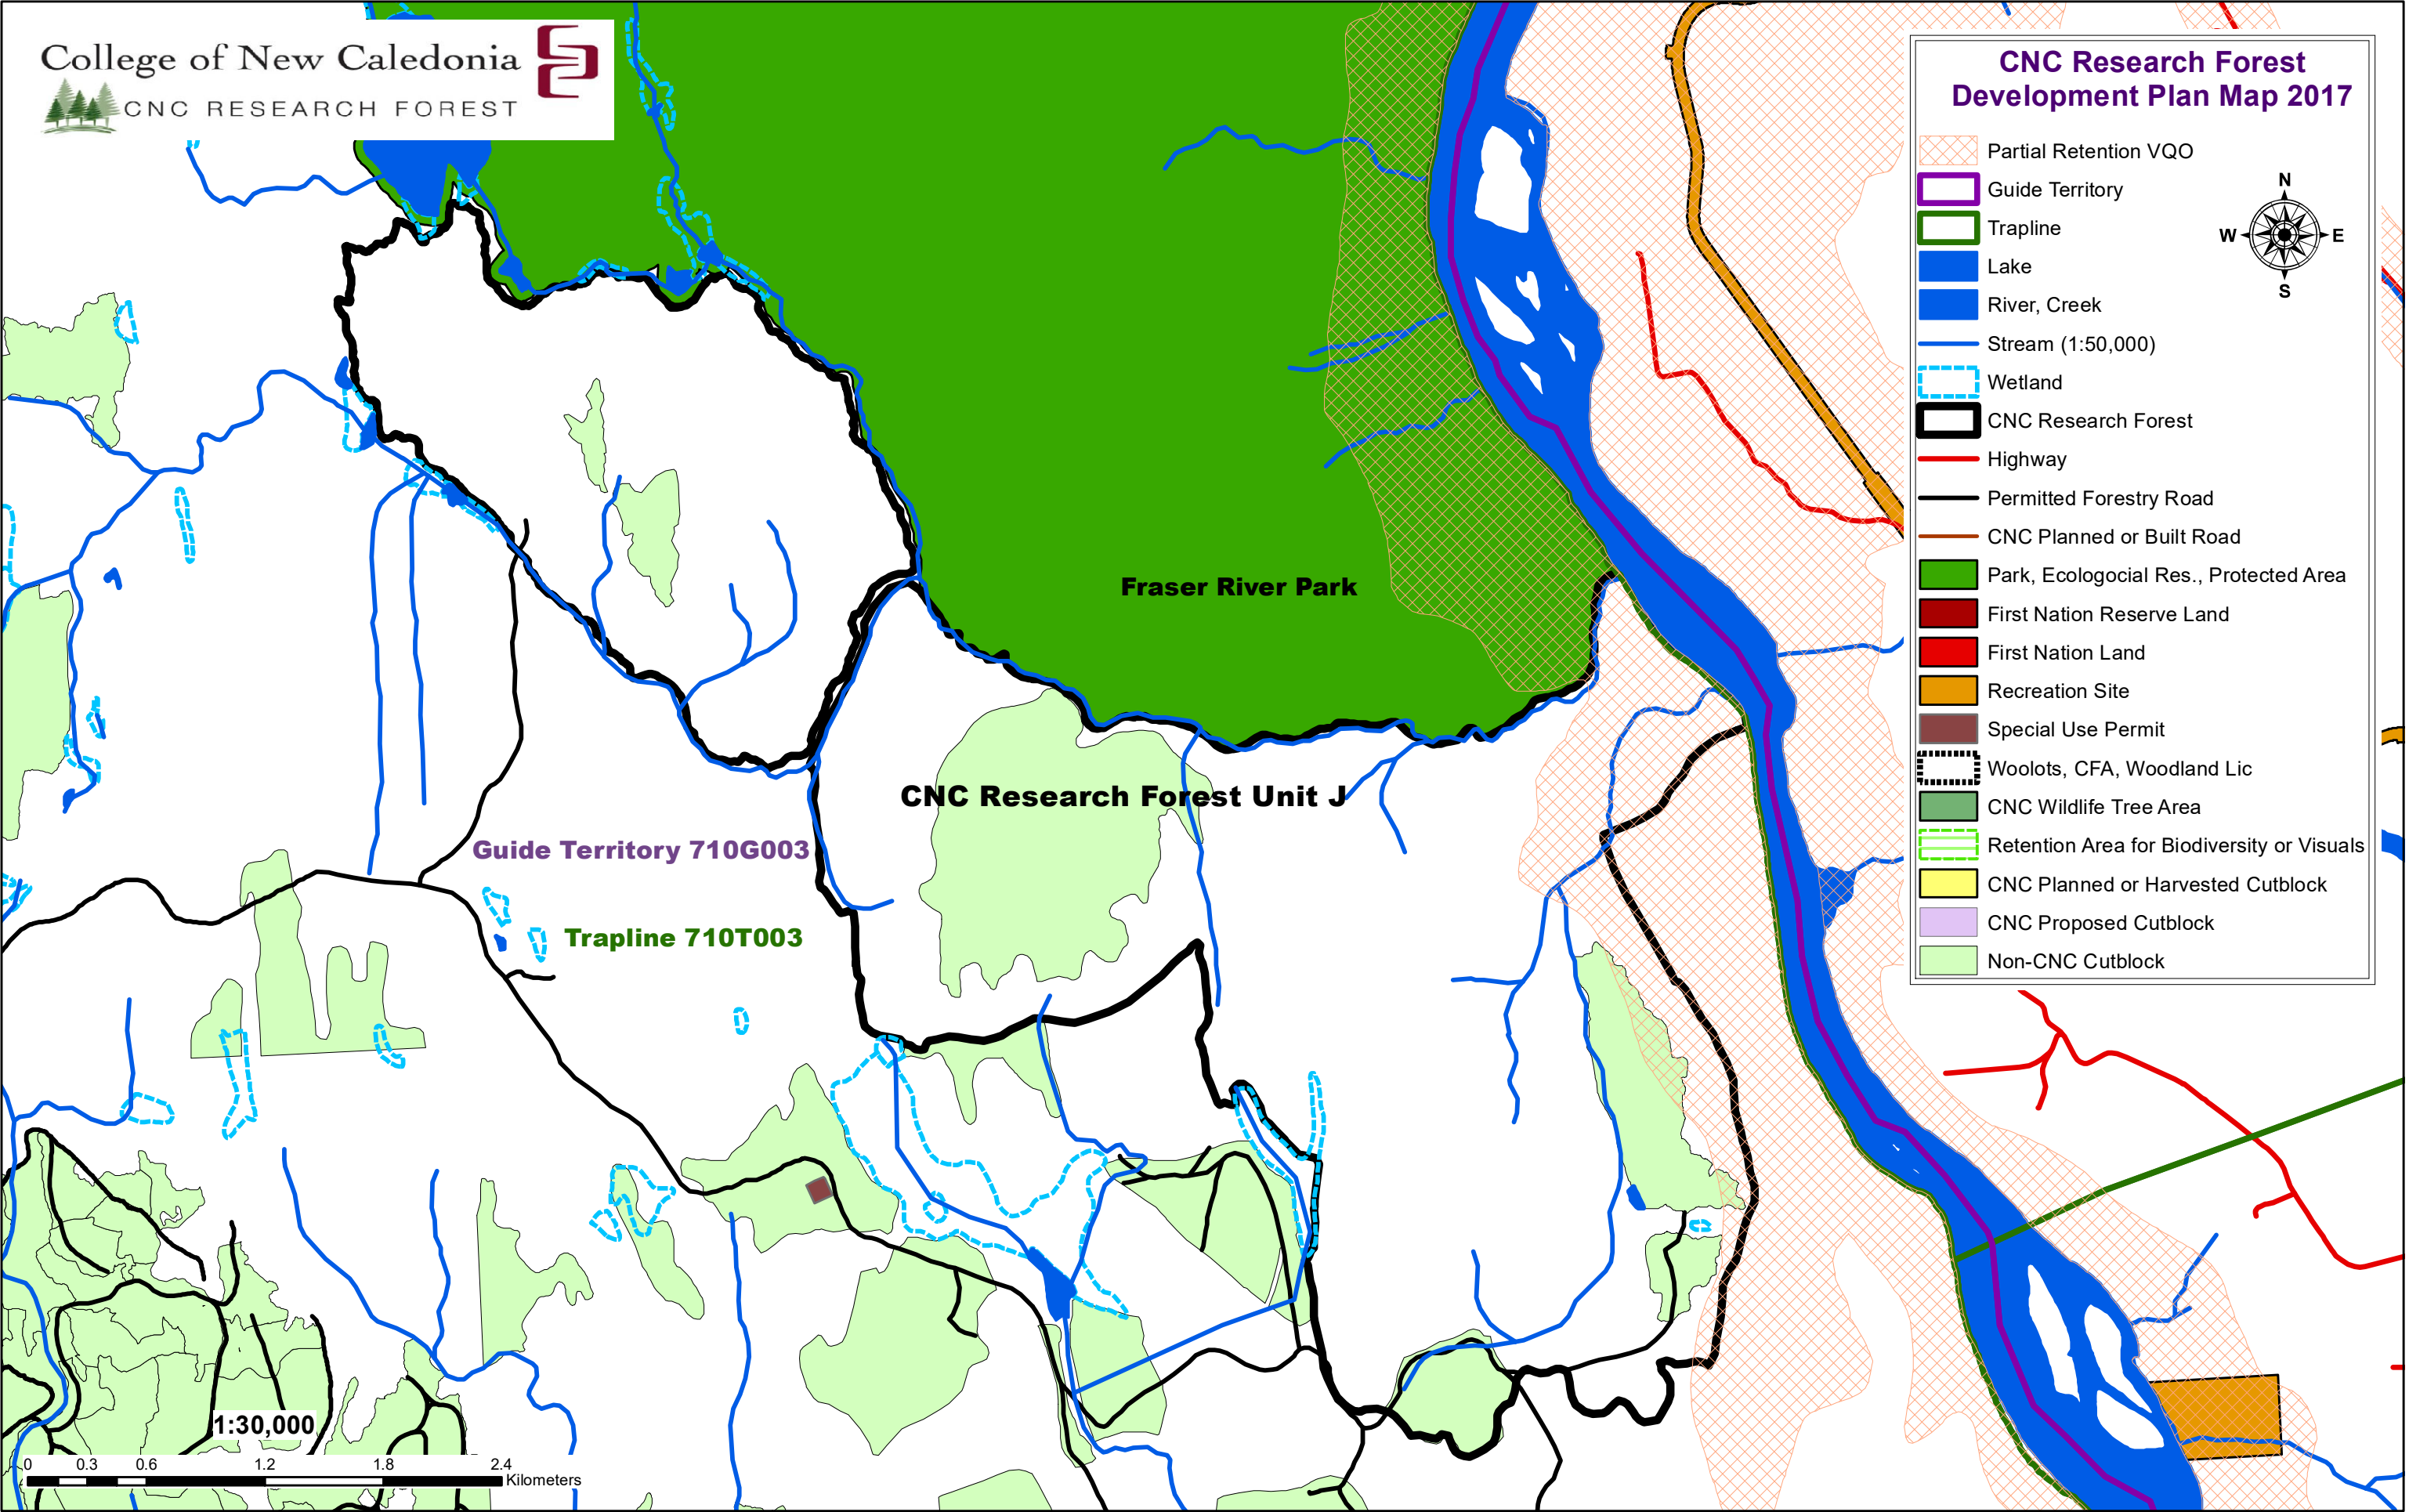 College of New Caledonia
CNC RESEARCH FOREST
CNC Research Forest
Development Plan Map 2017
Partial Retention VQO
Guide Territory
Trapline
Lake
River, Creek
Stream (1:50,000)
Wetland
CNC Research Forest
Highway
Permitted Forestry Road
CNC Planned or Built Road
Park, Ecologocial Res., Protected Area
First Nation Reserve Land
First Nation Land
Recreation Site
Special Use Permit
Woolots, CFA, Woodland Lic
CNC Wildlife Tree Area
Retention Area for Biodiversity or Visuals
CNC Planned or Harvested Cutblock
CNC Proposed Cutblock
Non-CNC Cutblock
N
W E
S
Fraser River Park
CNC Research Forest Unit J
Guide Territory 710G003
Trapline 710T003
1:30,000
0 0.3 0.6 1.2 1.8 2.4
Kilometers